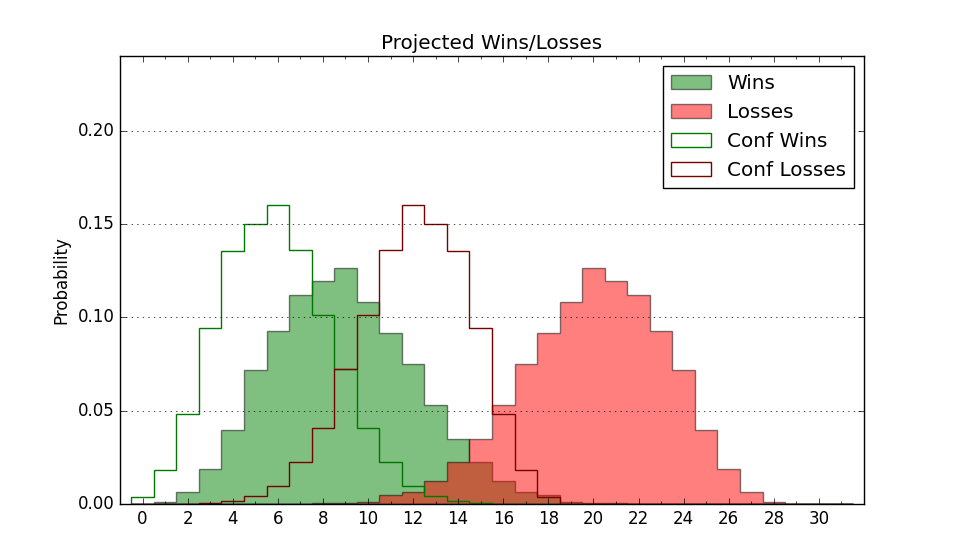 Projected Wins/Losses
Wins
Losses
Conf Wins
Conf Losses
Probability
0.20
0.15
0.10
0.05
0.00
0 2 4 6 8 10 12 14 16 18 20 22 24 26 28 30